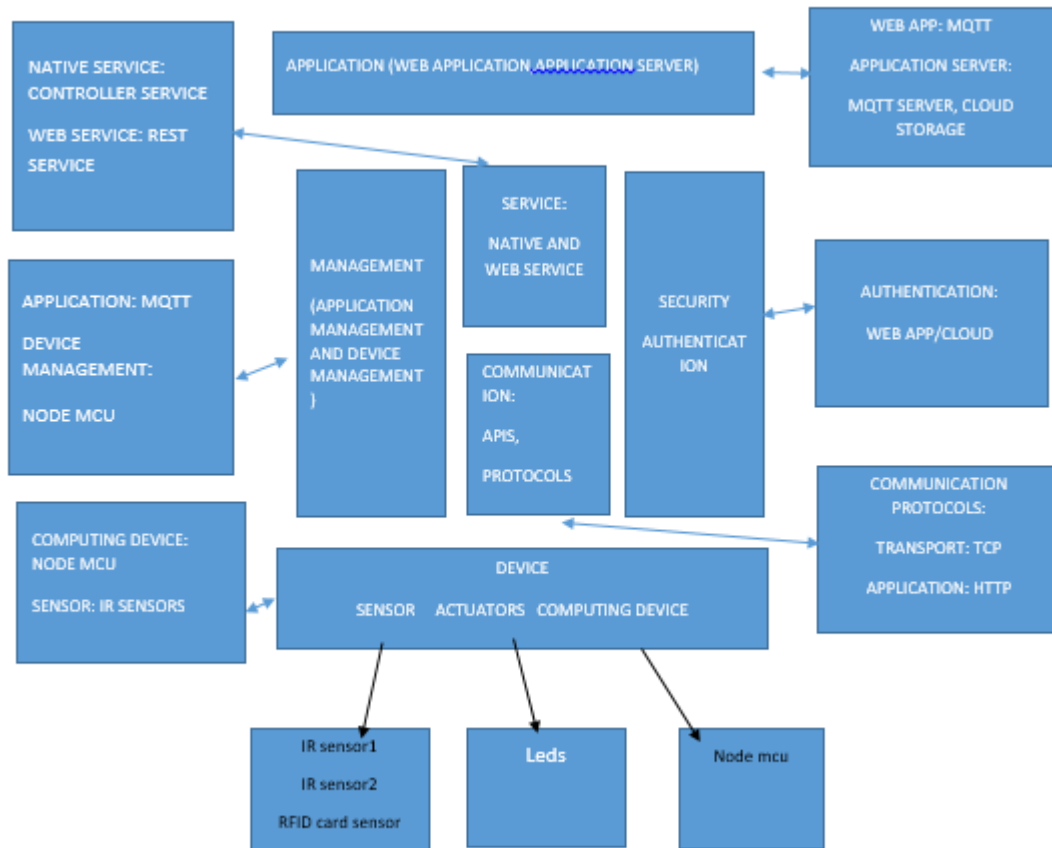 NATIVE SERVICE:
CONTROLLER SERVICE
WEB SERVICE: REST
SERVICE
APPLICATION (WEB APPLICATION,APPLICATION SERVER)
WEB APP: MQTT
APPLICATION SERVER:
MQTT SERVER, CLOUD
STORAGE
APPLICATION: MQTT
DEVICE
MANAGEMENT:
NODE MCU
MANAGEMENT
(APPLICATION
MANAGEMENT
AND DEVICE
MANAGEMENT
)
SERVICE:
NATIVE AND
WEB SERVICE
COMMUNICAT
ION:
APIS,
PROTOCOLS
SECURITY
AUTHENTICAT
ION
AUTHENTICATION:
WEB APP/CLOUD
COMMUNICATION
PROTOCOLS:
TRANSPORT: TCP
APPLICATION: HTTP
COMPUTING DEVICE:
NODE MCU
SENSOR: IR SENSORS
DEVICE
SENSOR ACTUATORS COMPUTING DEVICE
IR sensor1
IR sensor2
RFID card sensor
Leds
Node mcu